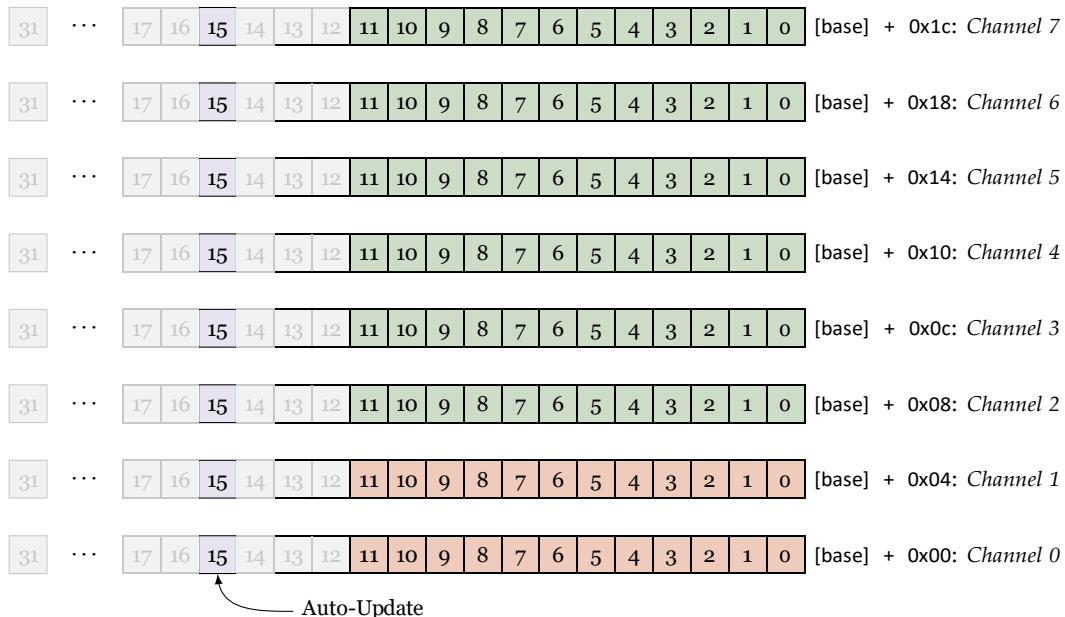 31 ... 17 16 15 14 13 12 11 10 9 8 7 6 5 4 3 2 1 0 [base] + 0x1c: Channel 7
31 ... 17 16 15 14 13 12 11 10 9 8 7 6 5 4 3 2 1 0 [base] + 0x18: Channel 6
31 ... 17 16 15 14 13 12 11 10 9 8 7 6 5 4 3 2 1 0 [base] + 0x14: Channel 5
31 ... 17 16 15 14 13 12 11 10 9 8 7 6 5 4 3 2 1 0 [base] + 0x10: Channel 4
31 ... 17 16 15 14 13 12 11 10 9 8 7 6 5 4 3 2 1 0 [base] + 0x0c: Channel 3
31 ... 17 16 15 14 13 12 11 10 9 8 7 6 5 4 3 2 1 0 [base] + 0x08: Channel 2
31 ... 17 16 15 14 13 12 11 10 9 8 7 6 5 4 3 2 1 0 [base] + 0x04: Channel 1
31 ... 17 16 15 14 13 12 11 10 9 8 7 6 5 4 3 2 1 0 [base] + 0x00: Channel 0
Auto-Update